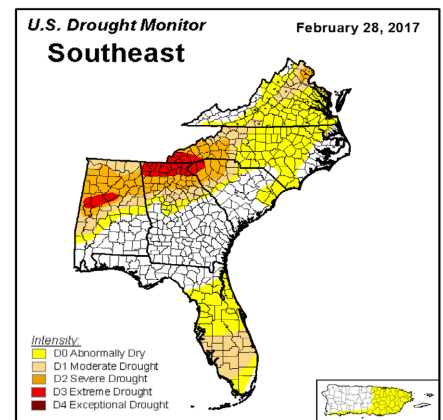 U.S. Drought Monitor
February 28, 2017
Southeast
Intensity:
D0 Abnormally Dry
D1 Moderate Drought
D2 Severe Drought
D3 Extreme Drought
D4 Exceptional Drought